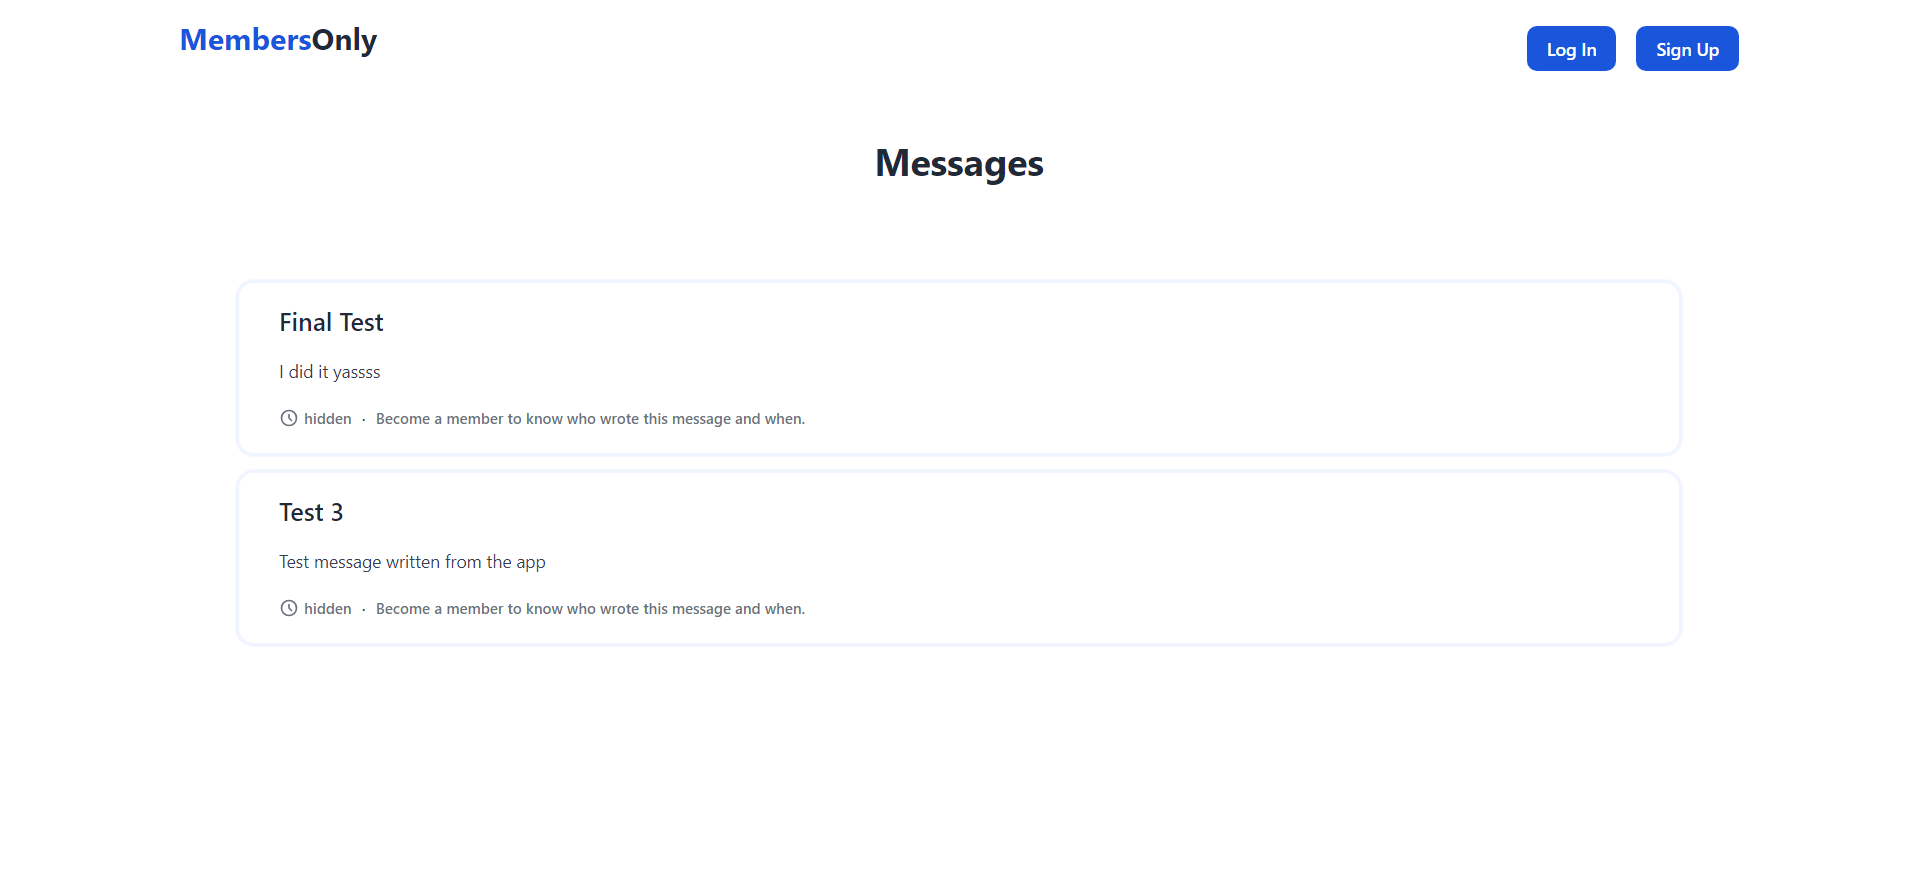 MembersOnly
Log In
Sign Up
Messages
Final Test
I did it yassss
hidden · Become a member to know who wrote this message and when.
Test 3
Test message written from the app
hidden · Become a member to know who wrote this message and when.